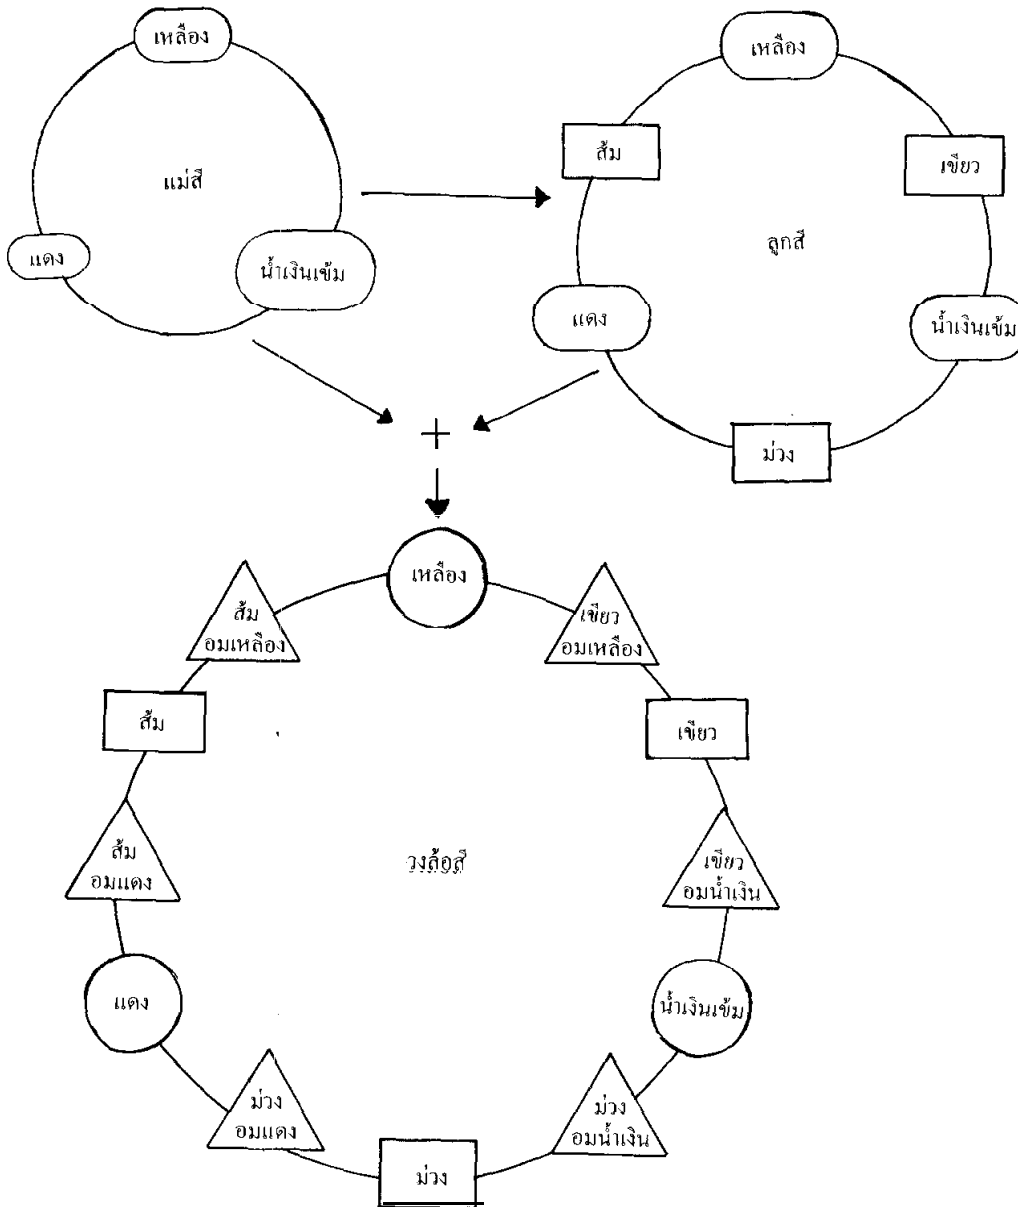 เหลือง
แม่สี
แดง
น้ำเงินเข้ม
เหลือง
ส้ม
เขียว
ลูกสี
แดง
น้ำเงินเข้ม
ม่วง
+
เหลือง
ส้ม
อมเหลือง
เขียว
อมเหลือง
ส้ม
เขียว
ส้ม
อมแดง
วงล้อสี
เขียว
อมน้ำเงิน
แดง
น้ำเงินเข้ม
ม่วง
อมแดง
ม่วง
อมน้ำเงิน
ม่วง